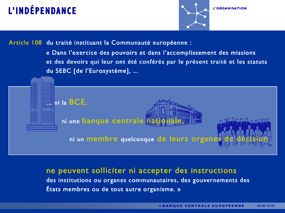 L'INDÉPENDANCE
L'ORGANISATION
Article 108 du traité instituant la Communauté européenne :
« Dans l'exercice des pouvoirs et dans l'accomplissement des missions
et des devoirs qui leur ont été conférés par le présent traité et les statuts
du SEBC [de l'Eurosystème], ...
... ni la BCE,
ni une banque centrale nationale,
ni un membre quelconque de leurs organes de décision
ne peuvent solliciter ni accepter des instructions
des institutions ou organes communautaires, des gouvernements des
États membres ou de tout autre organisme. »
© BANQUE CENTRALE EUROPÉENNE